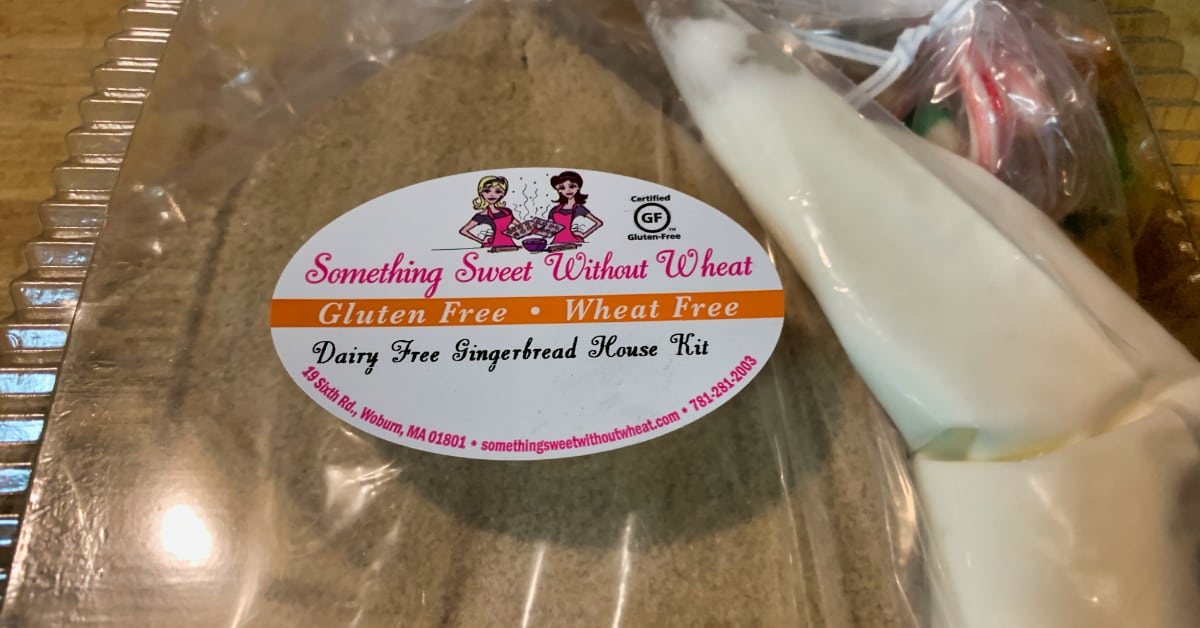 Certified
GF
TM
Gluten-Free
Something Sweet Without Wheat
Gluten Free • Wheat Free
Dairy Free Gingerbread House Kit
19 Sixth Rd., Woburn, MA 01801 • somethingsweetwithoutwheat.com • 781-281-2003